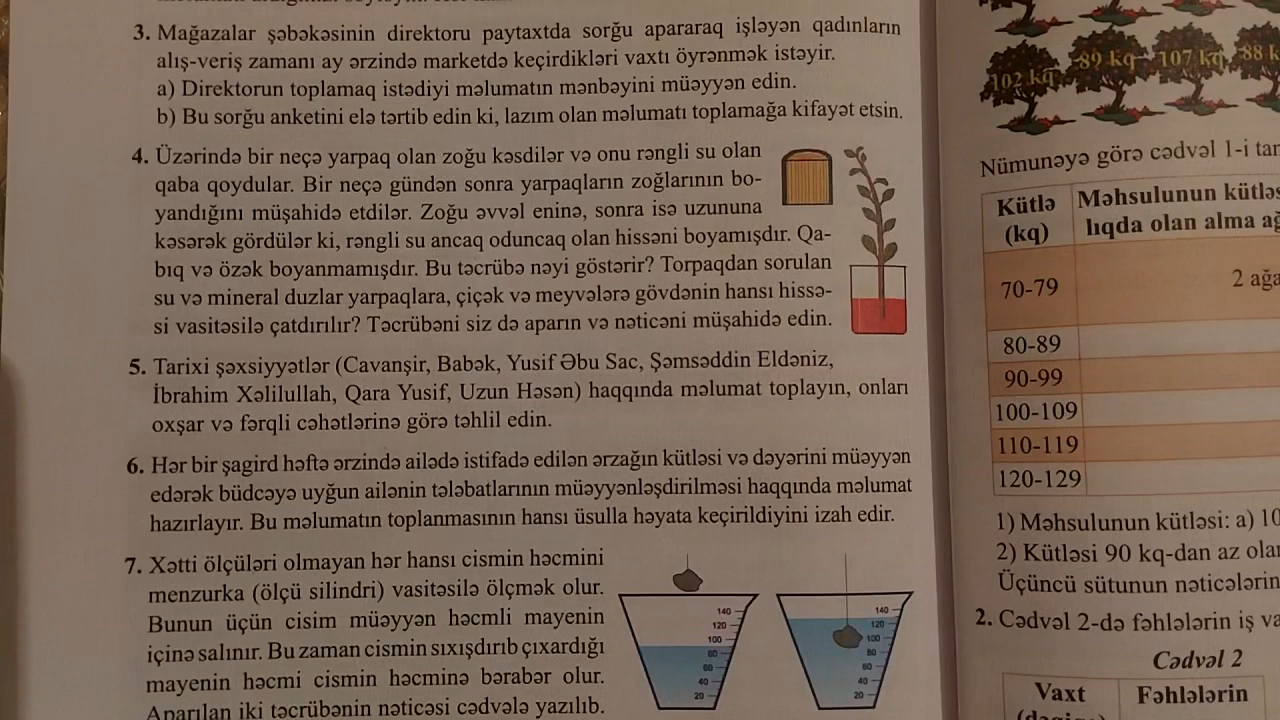 3. Mağazalar şəbəkəsinin direktoru paytaxtda sorğu apararaq işləyən qadınların
alış-veriş zamanı ay ərzində marketdə keçirdikləri vaxtı öyrənmək istəyir.
a) Direktorun toplamaq istədiyi məlumatın mənbəyini müəyyən edin.
b) Bu sorğu anketini elə tərtib edin ki, lazım olan məlumatı toplamağa kifayət etsin.
4. Üzərində bir neçə yarpaq olan zoğu kəsdilər və onu rəngli su olan
qaba qoydular. Bir neçə gündən sonra yarpaqların zoğlarının bo-
yandığını müşahidə etdilər. Zoğu əvvəl eninə, sonra isə uzununa
kəsərək gördülər ki, rəngli su ancaq oduncaq olan hissəni boyamışdır. Qa-
bıq və özək boyanmamışdır. Bu təcrübə nəyi göstərir? Torpaqdan sorulan
su və mineral duzlar yarpaqlara, çiçək və meyvələrə gövdənin hansı hissə-
si vasitəsilə çatdırılır? Təcrübəni siz də aparın və nəticəni müşahidə edin.
5. Tarixi şəxsiyyətlər (Cavanşir, Babək, Yusif Əbu Sac, Şəmsəddin Eldəniz,
İbrahim Xəlilullah, Qara Yusif, Uzun Həsən) haqqında məlumat toplayın, onları
oxşar və fərqli cəhətlərinə görə təhlil edin.
6. Hər bir şagird həftə ərzində ailədə istifadə edilən ərzağın kütləsi və dəyərini müəyyən
edərək büdcəyə uyğun ailənin tələbatlarının müəyyənləşdirilməsi haqqında məlumat
hazırlayır. Bu məlumatın toplanmasının hansı üsulla həyata keçirildiyini izah edir.
7. Xətti ölçüləri olmayan hər hansı cismin həcmini
menzurka (ölçü silindri) vasitəsilə ölçmək olur.
Bunun üçün cisim müəyyən həcmli mayenin
içinə salınır. Bu zaman cismin sıxışdırıb çıxardığı
mayenin həcmi cismin həcminə bərabər olur.
Aparılan iki təcrübənin nəticəsi cədvələ yazılıb.
140
120
100
80
60
40
20
140
120
100
80
60
40
20
102 kq 89 kq 107 kq 88
Nümunəyə görə cədvəl 1-i
Kütlə Məhsulunun
(kq) lıqda olan alma
70-79 2
80-89
90-99
100-109
110-119
120-129
1) Məhsulunun kütləsi: a)
2) Kütləsi 90 kq-dan az
Üçüncü sütunun
2. Cədvəl 2-də fəhlələrin iş
Cədvəl 2
Vaxt Fəhlələrin